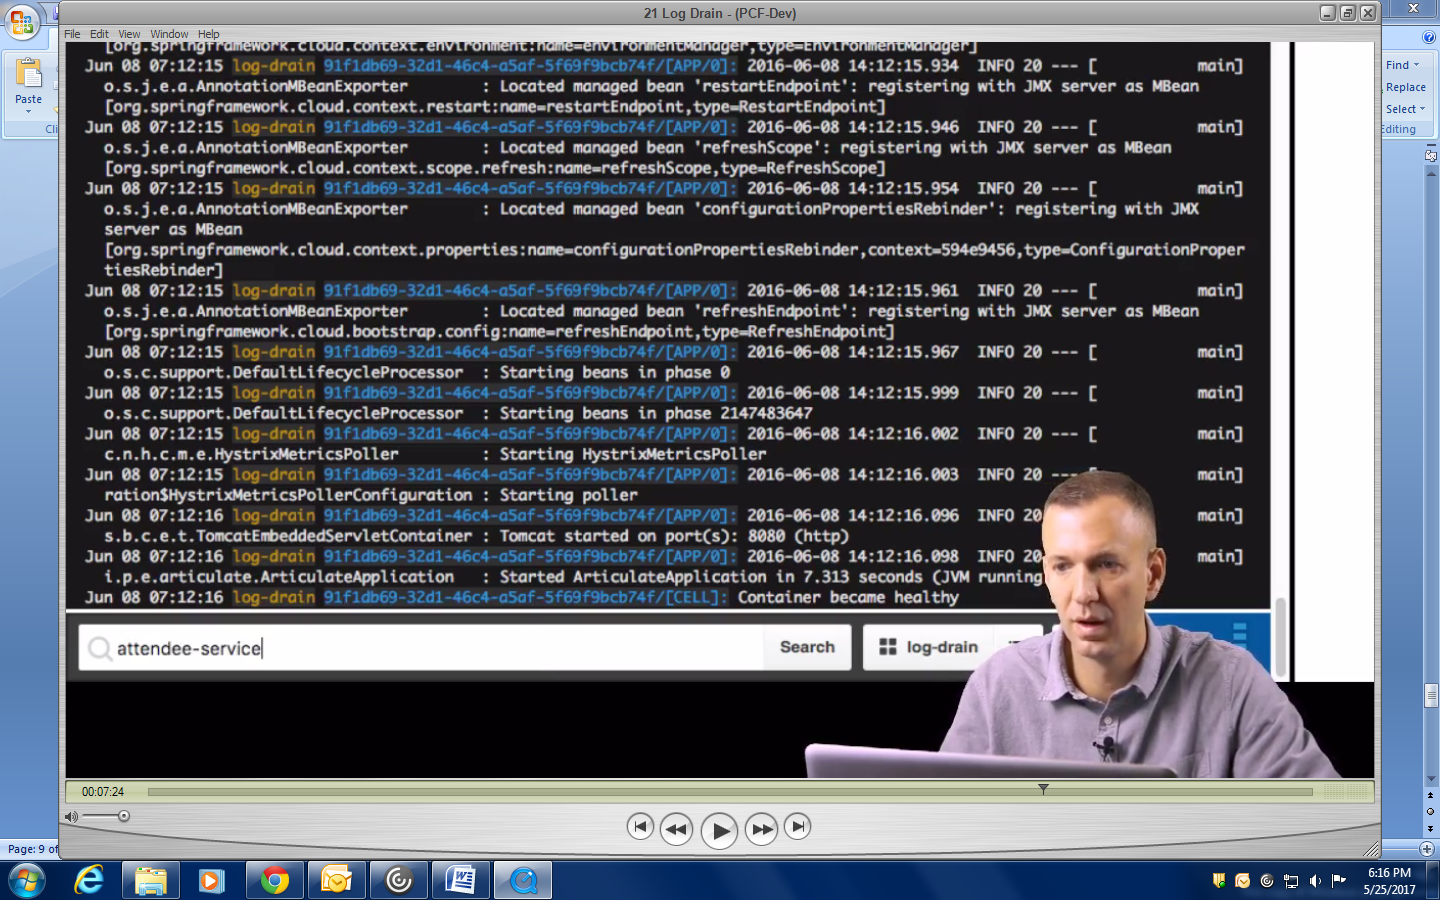 21 Log Drain - (PCF-Dev)
File Edit View Window Help
[org.springframework.cloud.context.environment:name=environmentManager,type=EnvironmentManager]
Jun 08 07:12:15 log-drain 91f1db69-32d1-46c4-a5af-5f69f9bcb74f/[APP/0]: 2016-06-08 14:12:15.934 INFO 20 --- [ main]
o.s.j.e.a.AnnotationMBeanExporter : Located managed bean 'restartEndpoint': registering with JMX server as MBean
[org.springframework.cloud.context.restart:name=restartEndpoint,type=RestartEndpoint]
Jun 08 07:12:15 log-drain 91f1db69-32d1-46c4-a5af-5f69f9bcb74f/[APP/0]: 2016-06-08 14:12:15.946 INFO 20 --- [ main]
o.s.j.e.a.AnnotationMBeanExporter : Located managed bean 'refreshScope': registering with JMX server as MBean
[org.springframework.cloud.context.scope.refresh:name=refreshScope,type=RefreshScope]
Jun 08 07:12:15 log-drain 91f1db69-32d1-46c4-a5af-5f69f9bcb74f/[APP/0]: 2016-06-08 14:12:15.954 INFO 20 --- [ main]
o.s.j.e.a.AnnotationMBeanExporter : Located managed bean 'configurationPropertiesRebinder': registering with JMX
server as MBean
[org.springframework.cloud.context.properties:name=configurationPropertiesRebinder,context=594e9456,type=ConfigurationProper
tiesRebinder]
Jun 08 07:12:15 log-drain 91f1db69-32d1-46c4-a5af-5f69f9bcb74f/[APP/0]: 2016-06-08 14:12:15.961 INFO 20 --- [ main]
o.s.j.e.a.AnnotationMBeanExporter : Located managed bean 'refreshEndpoint': registering with JMX server as MBean
[org.springframework.cloud.bootstrap.config:name=refreshEndpoint,type=RefreshEndpoint]
Jun 08 07:12:15 log-drain 91f1db69-32d1-46c4-a5af-5f69f9bcb74f/[APP/0]: 2016-06-08 14:12:15.967 INFO 20 --- [ main]
o.s.c.support.DefaultLifecycleProcessor : Starting beans in phase 0
Jun 08 07:12:15 log-drain 91f1db69-32d1-46c4-a5af-5f69f9bcb74f/[APP/0]: 2016-06-08 14:12:15.999 INFO 20 --- [ main]
o.s.c.support.DefaultLifecycleProcessor : Starting beans in phase 2147483647
Jun 08 07:12:15 log-drain 91f1db69-32d1-46c4-a5af-5f69f9bcb74f/[APP/0]: 2016-06-08 14:12:16.002 INFO 20 --- [ main]
c.n.h.c.m.e.HystrixMetricsPoller : Starting HystrixMetricsPoller
Jun 08 07:12:15 log-drain 91f1db69-32d1-46c4-a5af-5f69f9bcb74f/[APP/0]: 2016-06-08 14:12:16.003 INFO 20 --- [ main]
ration$HystrixMetricsPollerConfiguration : Starting poller
Jun 08 07:12:16 log-drain 91f1db69-32d1-46c4-a5af-5f69f9bcb74f/[APP/0]: 2016-06-08 14:12:16.096 INFO 20 main]
s.b.c.e.t.TomcatEmbeddedServletContainer : Tomcat started on port(s): 8080 (http)
Jun 08 07:12:16 log-drain 91f1db69-32d1-46c4-a5af-5f69f9bcb74f/[APP/0]: 2016-06-08 14:12:16.098 INFO 20 main]
i.p.e.articulate.ArticulateApplication : Started ArticulateApplication in 7.313 seconds (JVM running
Jun 08 07:12:16 log-drain 91f1db69-32d1-46c4-a5af-5f69f9bcb74f/[CELL]: Container became healthy
attendee-service Search log-drain
00:07:24
Paste
Find
Replace
Select
Editing
Page: 9 of
6:16 PM
5/25/2017